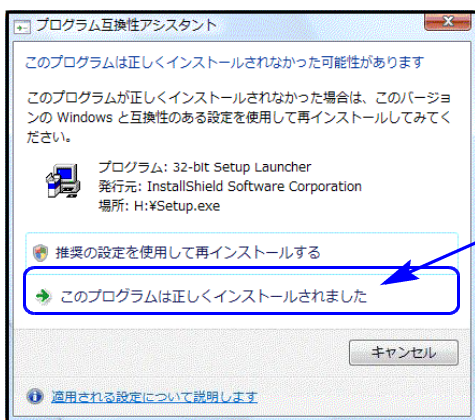 プログラム互換性アシスタント
このプログラムは正しくインストールされなかった可能性があります
このプログラムが正しくインストールされなかった場合は、このバージョ
ンの Windows と互換性のある設定を使用して再インストールしてみてく
ださい。
プログラム: 32-bit Setup Launcher
発行元: InstallShield Software Corporation
場所: H:¥Setup.exe
推奨の設定を使用して再インストールする
このプログラムは正しくインストールされました
キャンセル
適用される設定について説明します